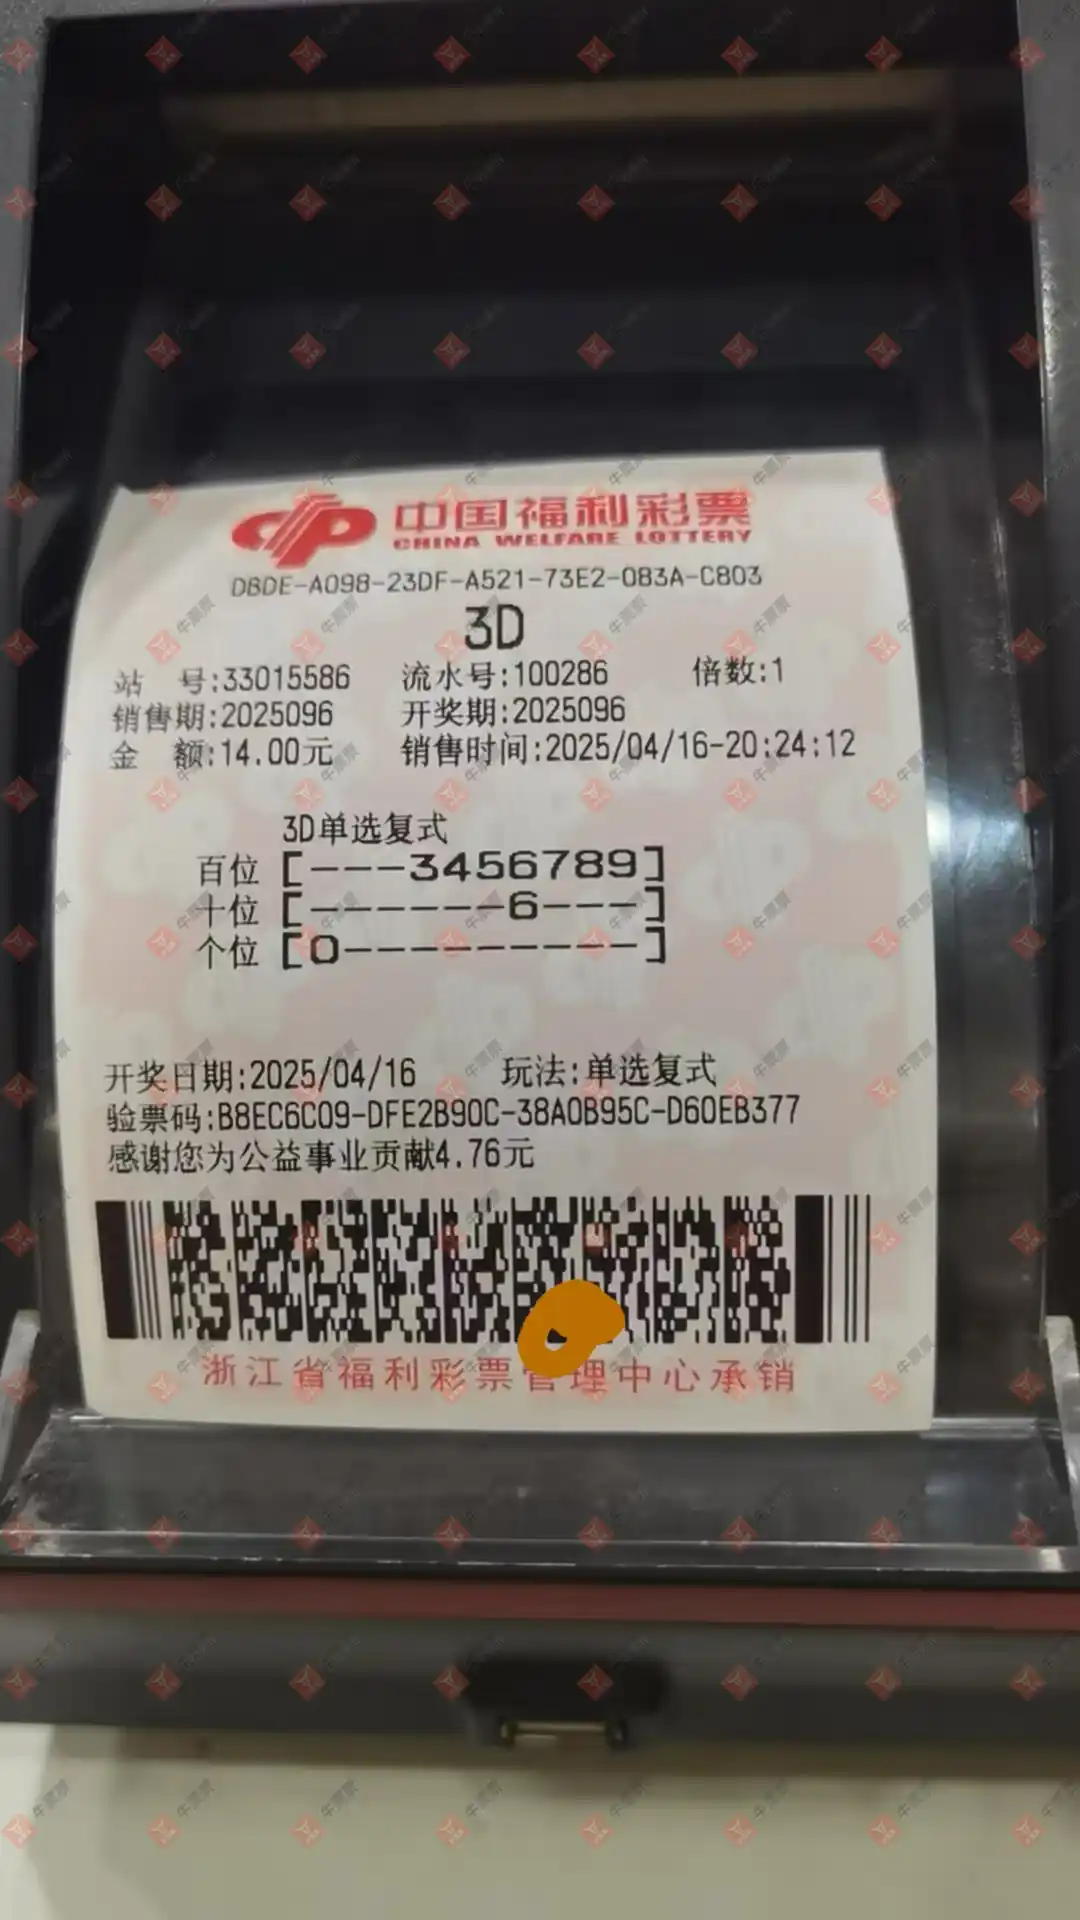 中国福利彩票
CHINA WELFARE LOTTERY
DBDE-A098-23DF-A521-73E2-083A-C803
3D
站 号:33015586 流水号:100286 倍数:1
销售期:2025096 开奖期:2025096
金 额:14.00元 销售时间:2025/04/16-20:24:12
3D单选复式
百位 [---3456789]
十位 [------6---]
个位 [0---------]
开奖日期:2025/04/16 玩法:单选复式
验票码:B8EC6C09-DFE2B90C-38A0B95C-D60EB377
感谢您为公益事业贡献4.76元
浙江省福利彩票管理中心承销